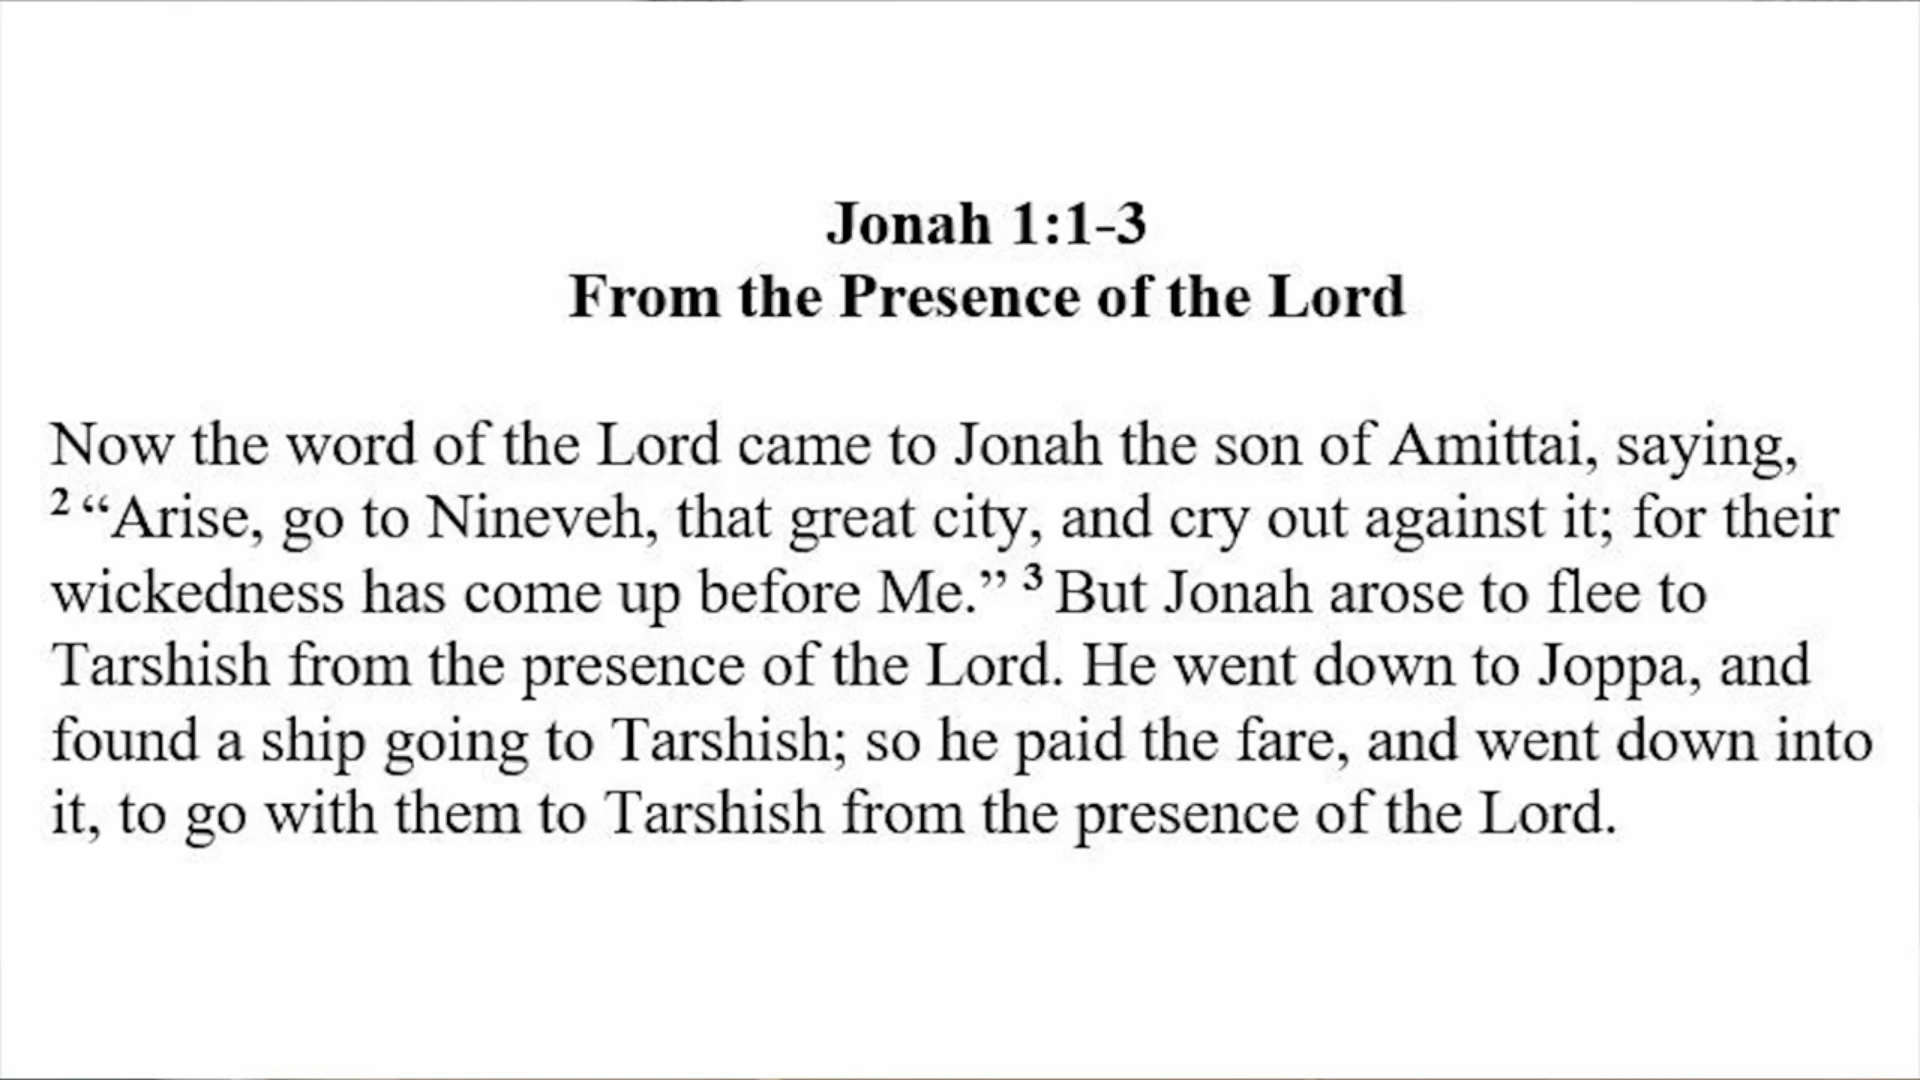 Jonah 1:1-3
From the Presence of the Lord
Now the word of the Lord came to Jonah the son of Amittai, saying,
2 “Arise, go to Nineveh, that great city, and cry out against it; for their
wickedness has come up before Me.” 3 But Jonah arose to flee to
Tarshish from the presence of the Lord. He went down to Joppa, and
found a ship going to Tarshish; so he paid the fare, and went down into
it, to go with them to Tarshish from the presence of the Lord.